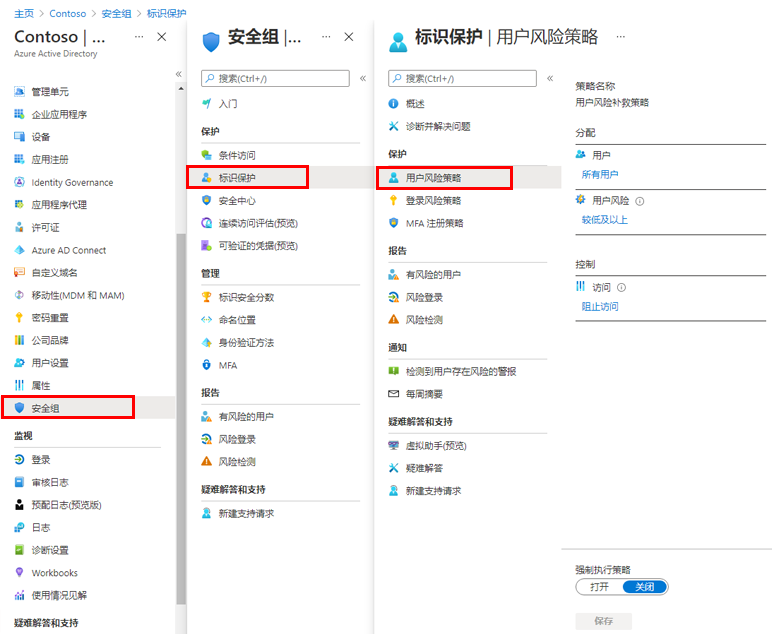 主页 > Contoso > 安全组 > 标识保护
Contoso | ... ··· ×
Azure Active Directory
«
管理单元
企业应用程序
设备
应用注册
Identity Governance
应用程序代理
许可证
Azure AD Connect
自定义域名
移动性(MDM 和 MAM)
密码重置
公司品牌
用户设置
属性
安全组
监视
登录
审核日志
预配日志(预览版)
日志
诊断设置
Workbooks
使用情况见解
疑难解答和支持
安全组 |... ··· ×
搜索(Ctrl+/) «
入门
保护
条件访问
标识保护
安全中心
连续访问评估(预览)
可验证的凭据(预览)
管理
标识安全分数
命名位置
身份验证方法
MFA
报告
有风险的用户
风险登录
风险检测
疑难解答和支持
新建支持请求
标识保护 | 用户风险策略 ···
搜索(Ctrl+/) «
概述
诊断并解决问题
保护
用户风险策略
登录风险策略
MFA 注册策略
报告
有风险的用户
风险登录
风险检测
通知
检测到用户存在风险的警报
每周摘要
疑难解答和支持
虚拟助手(预览)
疑难解答
新建支持请求
策略名称
用户风险补救策略
分配
用户
所有用户
用户风险
较低及以上
控制
访问
阻止访问
强制执行策略
打开 关闭
保存